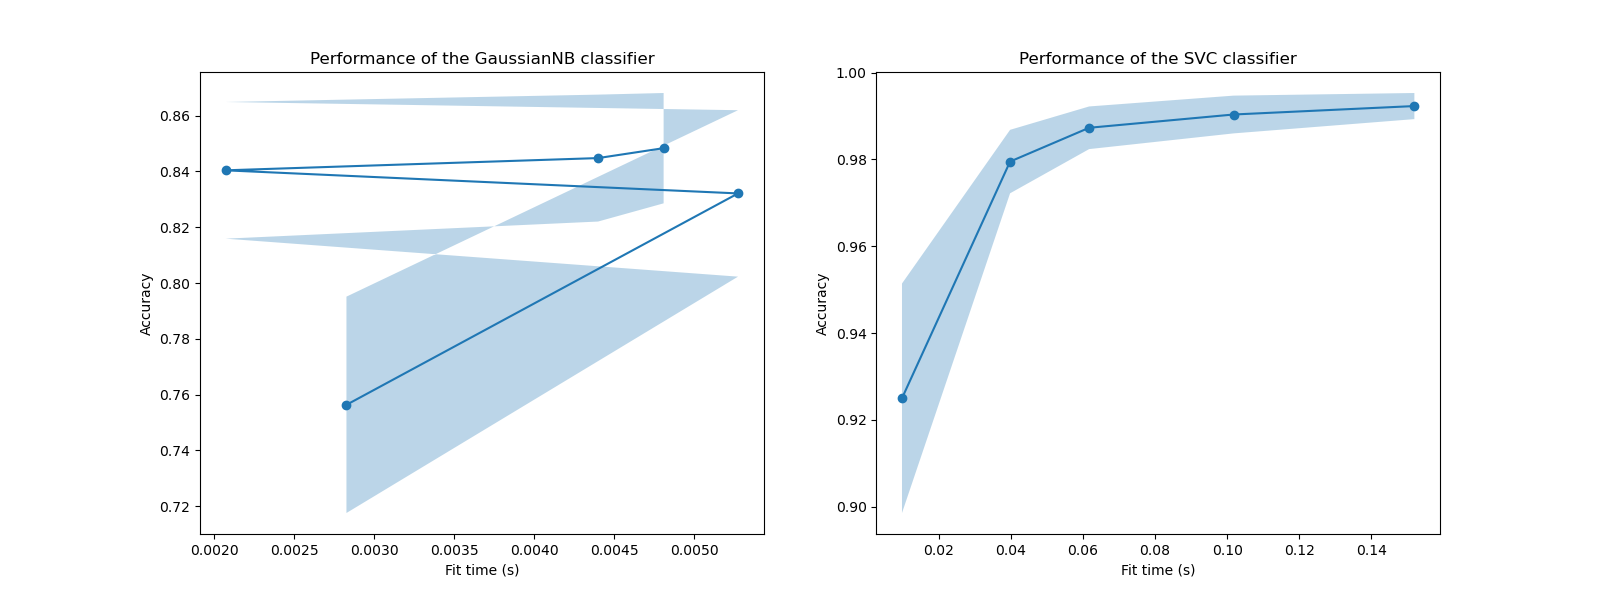 Performance of the GaussianNB classifier
Accuracy
0.86
0.84
0.82
0.80
0.78
0.76
0.74
0.72
0.0020 0.0025 0.0030 0.0035 0.0040 0.0045 0.0050
Fit time (s)
Performance of the SVC classifier
Accuracy
1.00
0.98
0.96
0.94
0.92
0.90
0.02 0.04 0.06 0.08 0.10 0.12 0.14
Fit time (s)